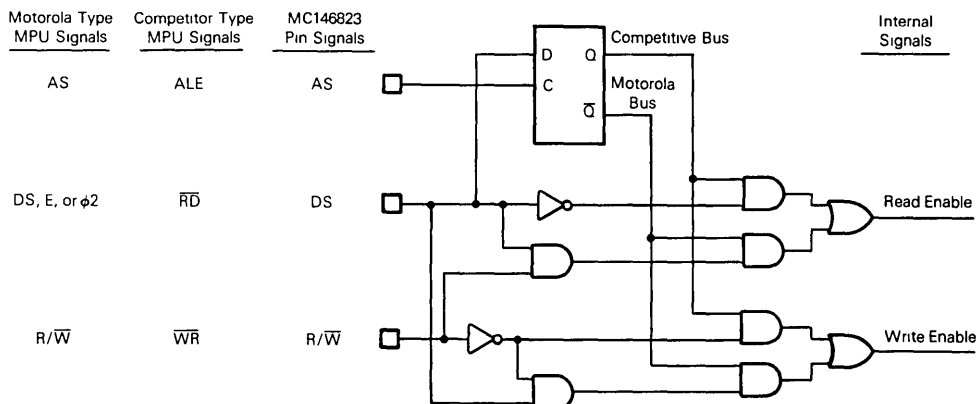 Motorola Type MPU Signals
Competitor Type MPU Signals
MC146823 Pin Signals
Internal Signals
AS
ALE
AS
D
Q
C
Q̅
Competitive Bus
Motorola Bus
DS, E, or ϕ2
R̅D̅
DS
Read Enable
R/W̅
W̅R̅
R/W̅
Write Enable